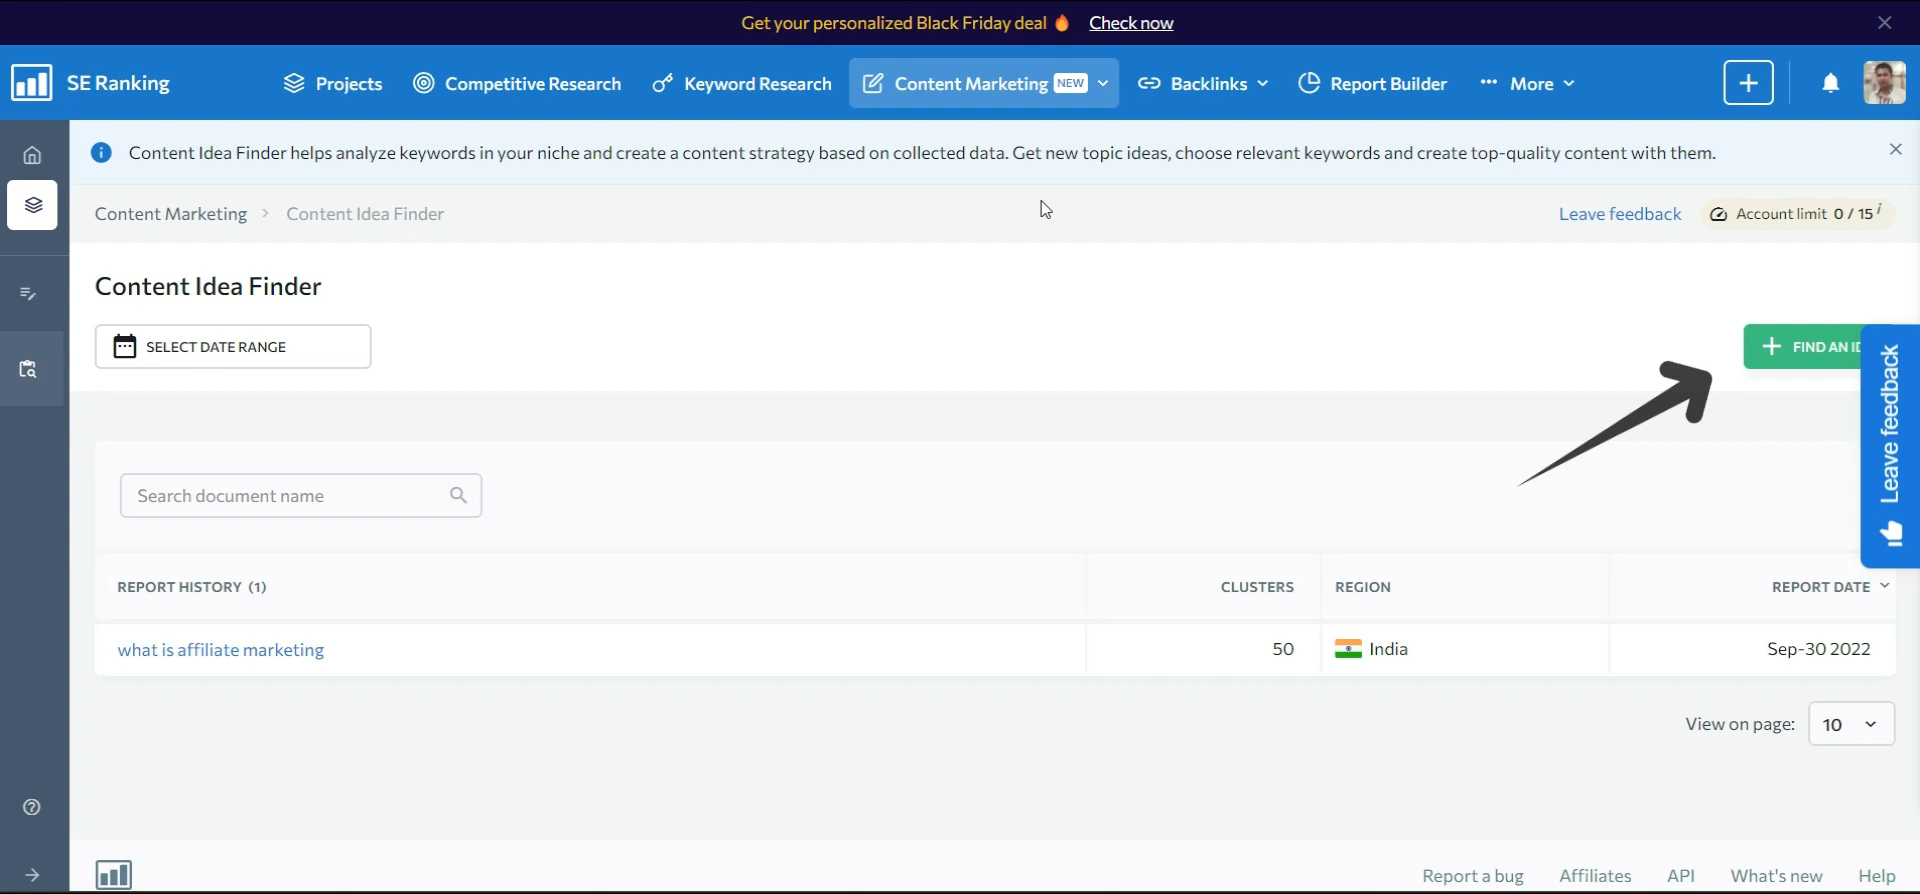 Get your personalized Black Friday deal 🔥 Check now
SE Ranking
Projects
Competitive Research
Keyword Research
Content Marketing NEW
Backlinks
Report Builder
More
Content Idea Finder helps analyze keywords in your niche and create a content strategy based on collected data. Get new topic ideas, choose relevant keywords and create top-quality content with them.
Content Marketing > Content Idea Finder
Leave feedback
Account limit 0 / 15 i
Content Idea Finder
SELECT DATE RANGE
+ FIND AN ID
Leave feedback
Search document name
REPORT HISTORY (1)
CLUSTERS
REGION
REPORT DATE
what is affiliate marketing
50
India
Sep-30 2022
View on page: 10
Report a bug
Affiliates
API
What's new
Help